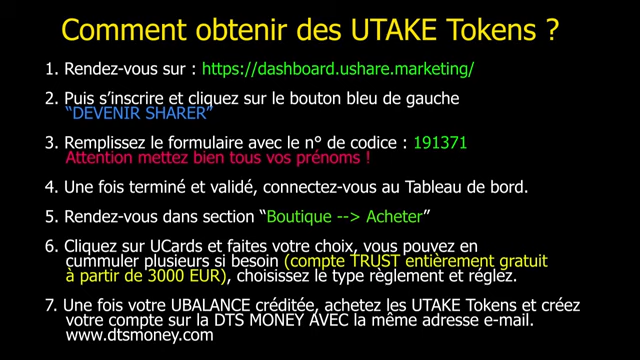 Comment obtenir des UTAKE Tokens ?
1. Rendez-vous sur : https://dashboard.ushare.marketing/
2. Puis s'inscrire et cliquez sur le bouton bleu de gauche
“DEVENIR SHARER”
3. Remplissez le formulaire avec le n° de codice : 191371
Attention mettez bien tous vos prénoms !
4. Une fois terminé et validé, connectez-vous au Tableau de bord.
5. Rendez-vous dans section “Boutique --> Acheter”
6. Cliquez sur UCards et faites votre choix, vous pouvez en
cummuler plusieurs si besoin (compte TRUST entièrement gratuit
à partir de 3000 EUR), choisissez le type règlement et réglez.
7. Une fois votre UBALANCE créditée, achetez les UTAKE Tokens et créez
votre compte sur la DTS MONEY AVEC la même adresse e-mail.
www.dtsmoney.com